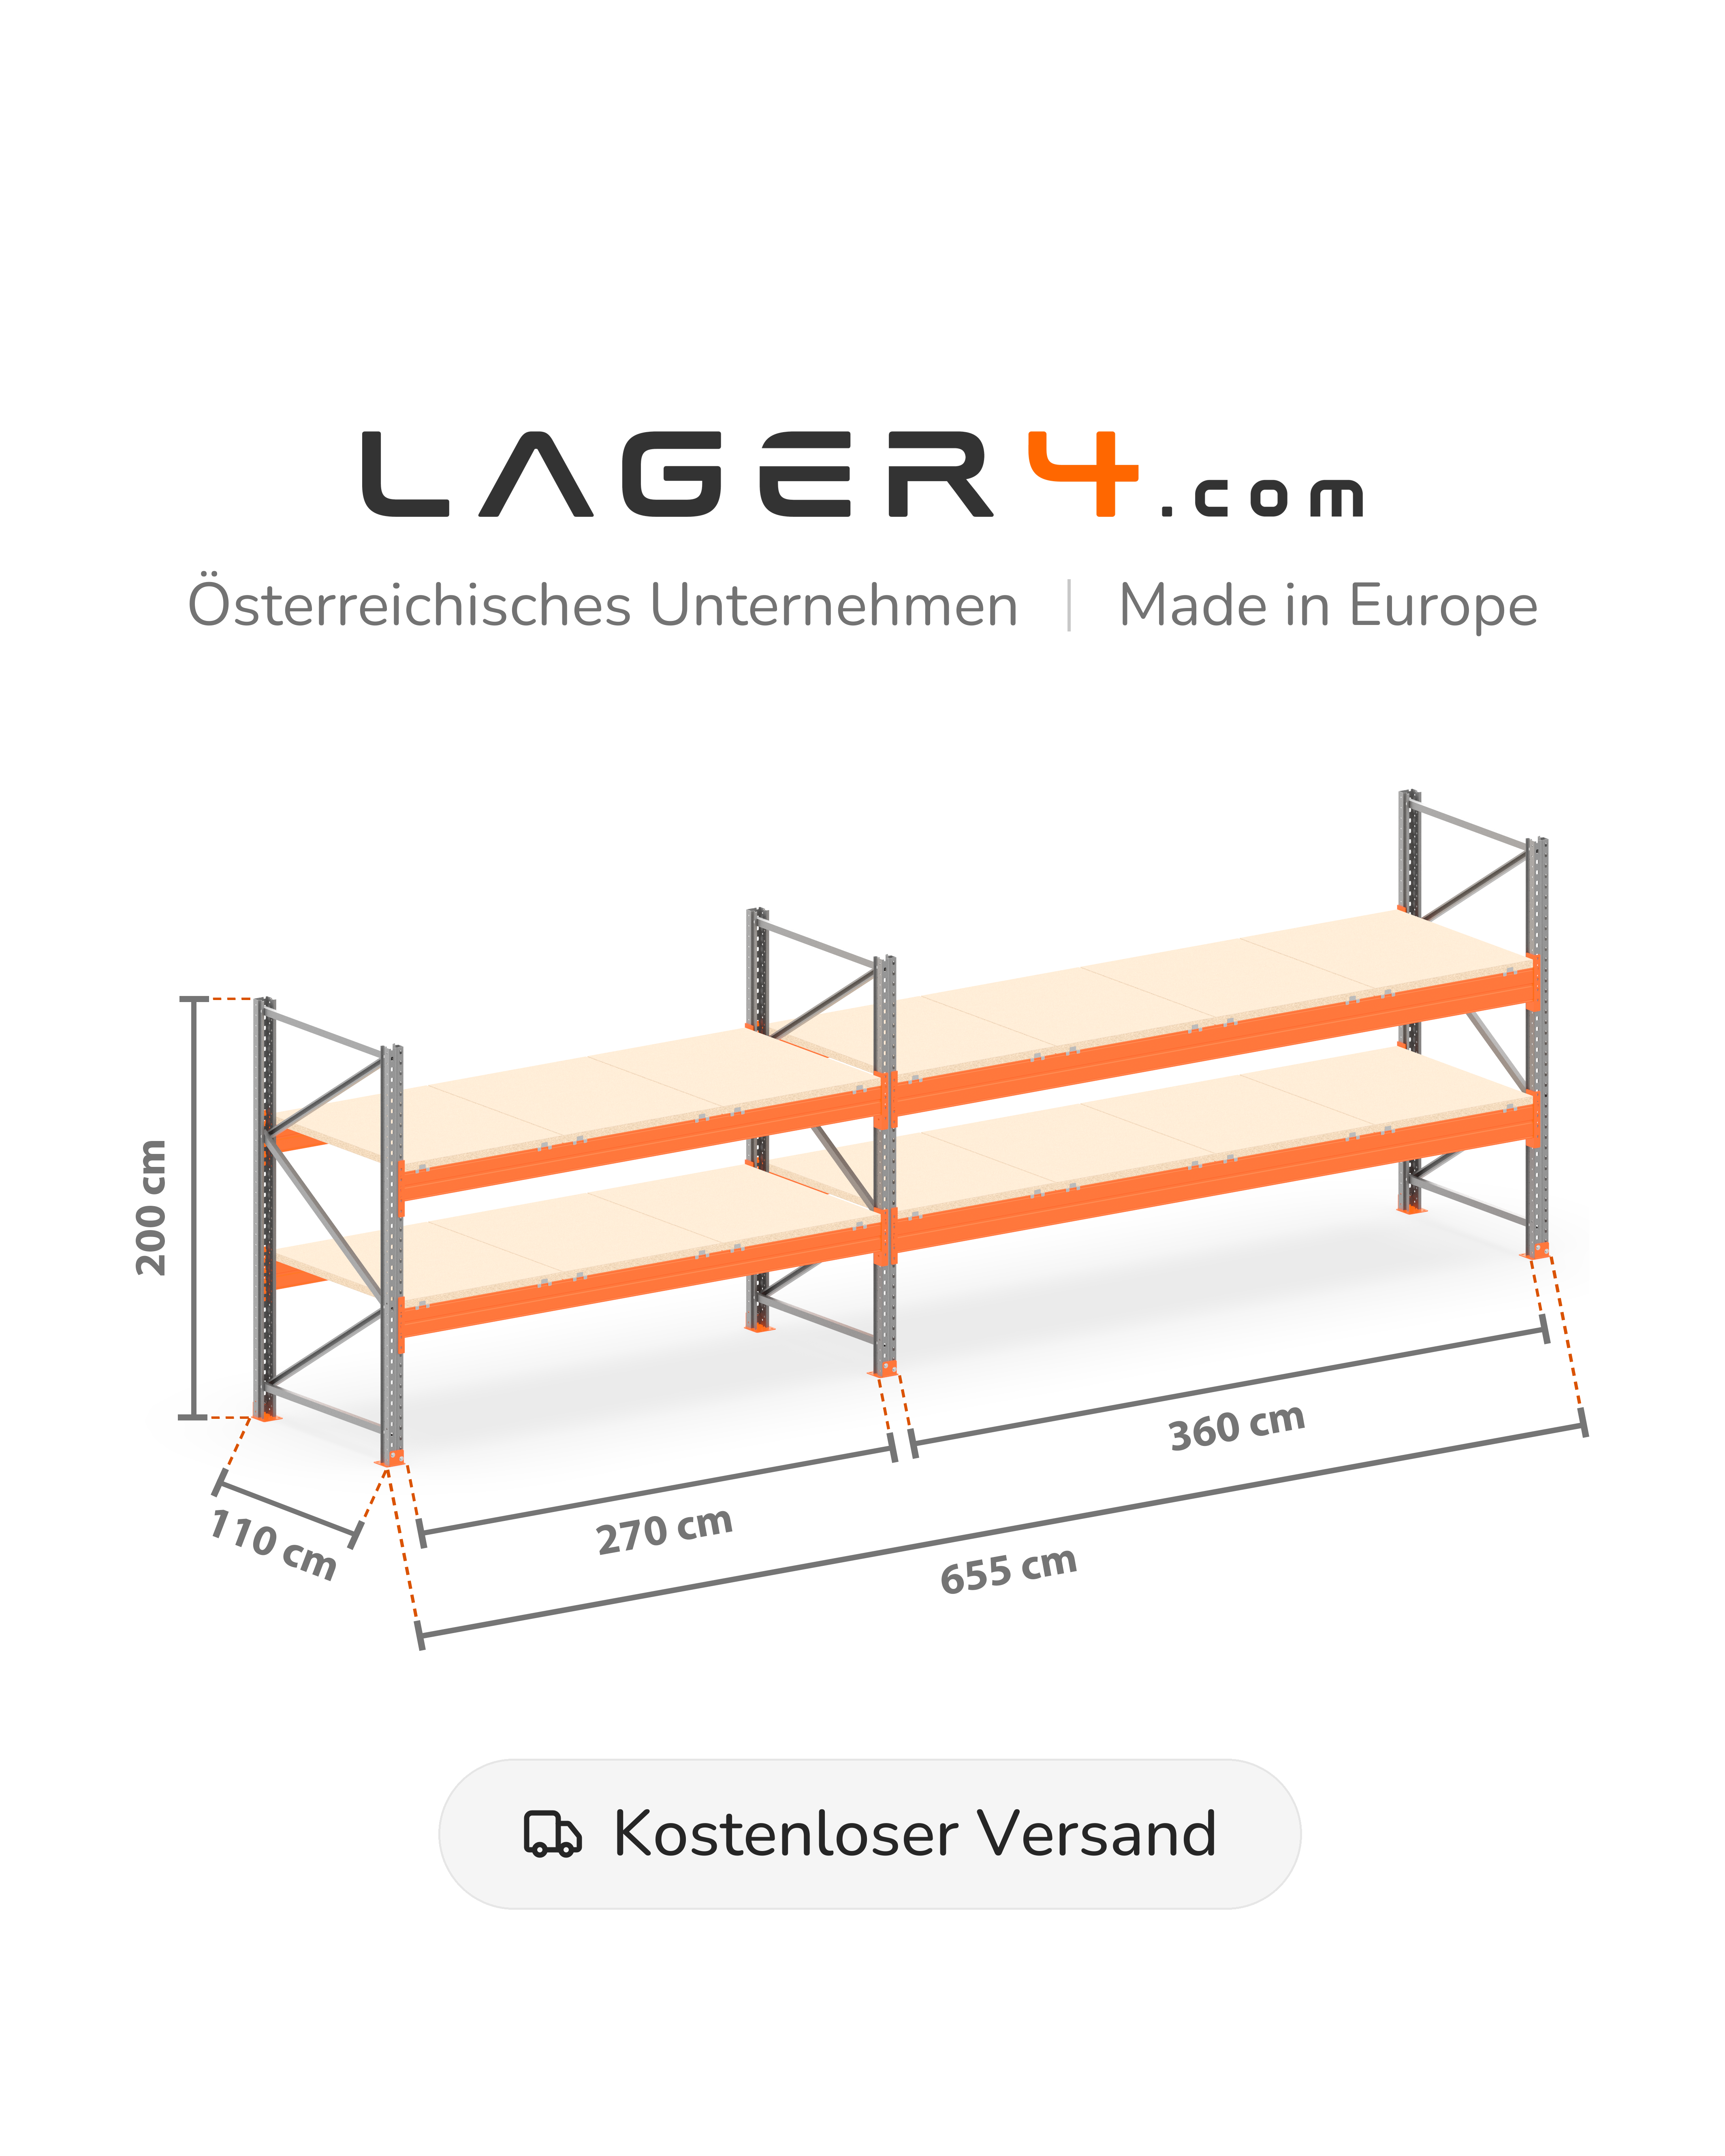 LAGER4.com
Österreichisches Unternehmen | Made in Europe
200 cm
110 cm
270 cm
360 cm
655 cm
Kostenloser Versand